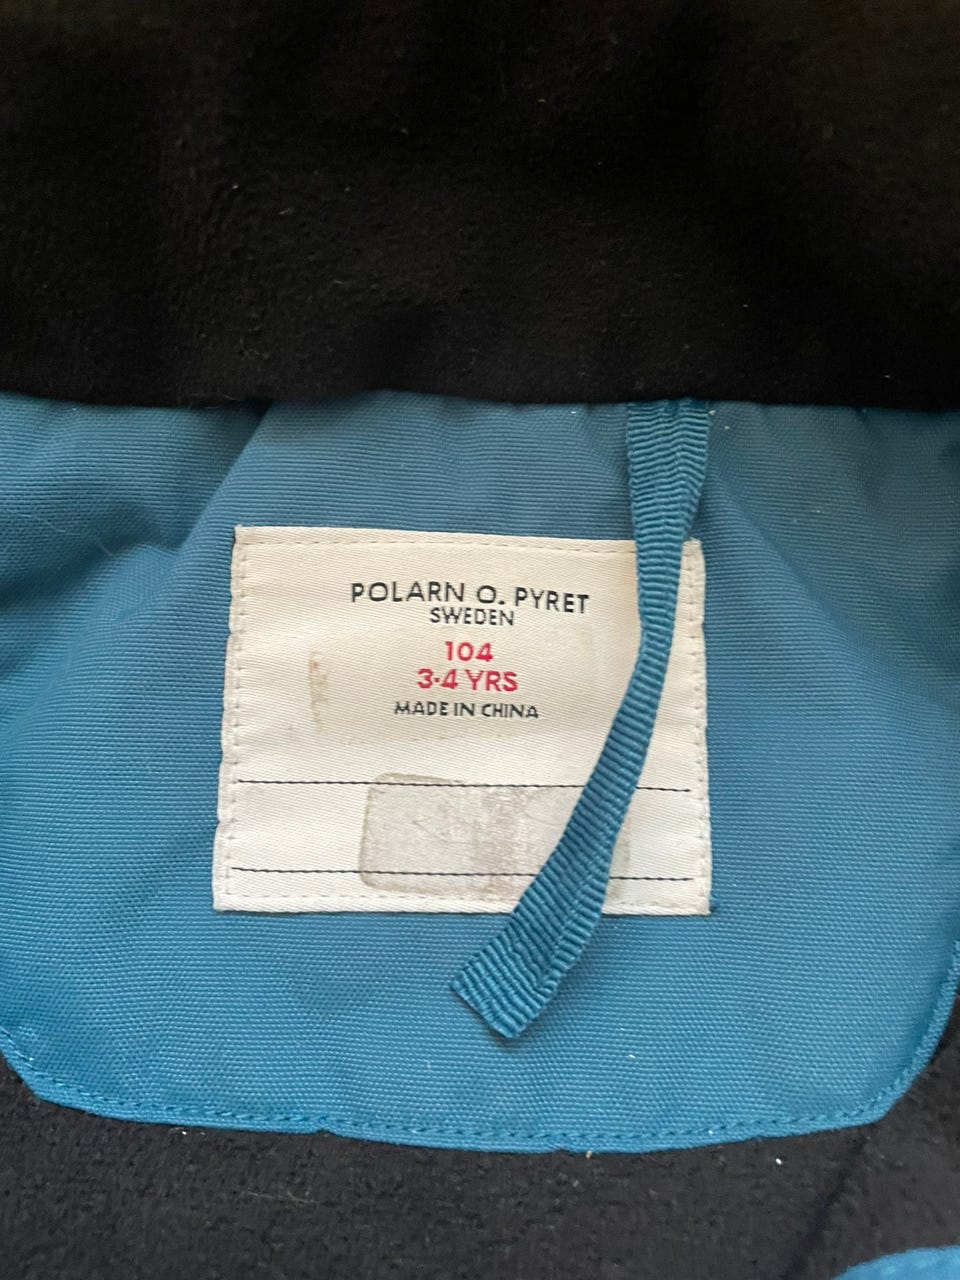 POLARN O. PYRET
SWEDEN
104
3-4 YRS
MADE IN CHINA